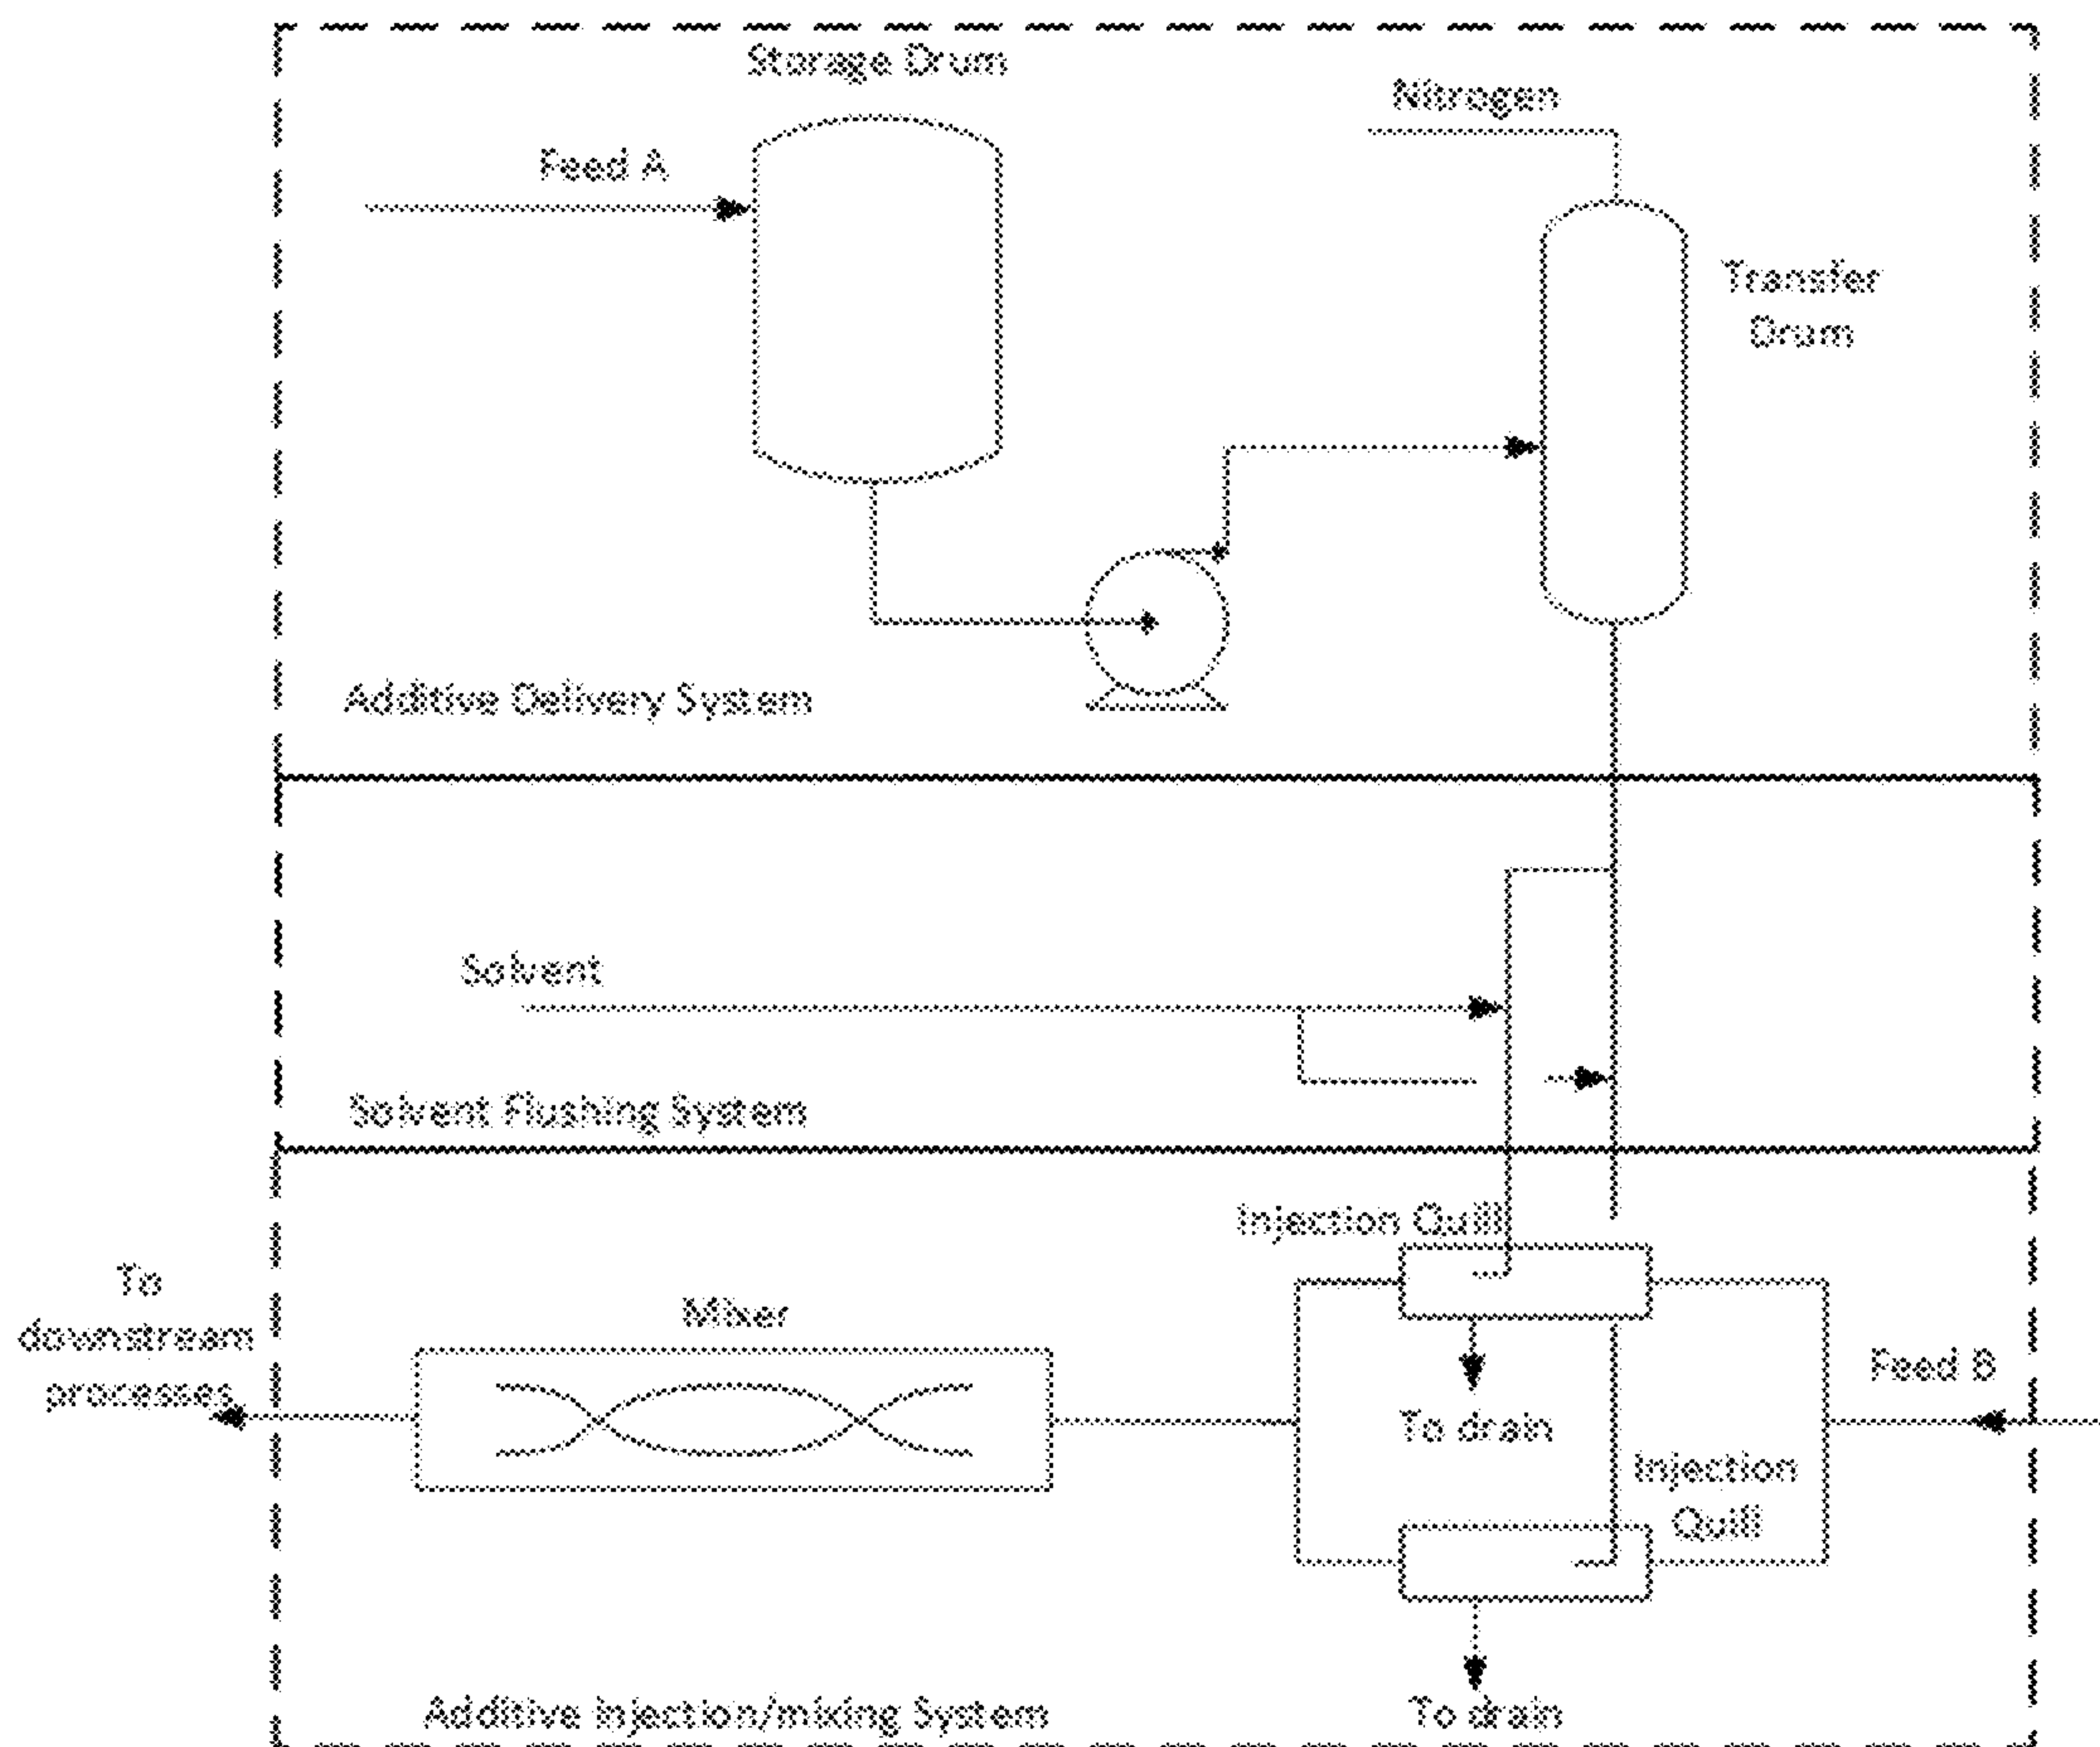 Storage Drum
Nitrogen
Feed A
Transfer
Drum
Additive Delivery System
Solvent
Solvent Flushing System
Injection Quill
To
downstream
processes
Mixer
Feed B
To drain
Injection
Quill
Additive Injection/mixing System
To drain